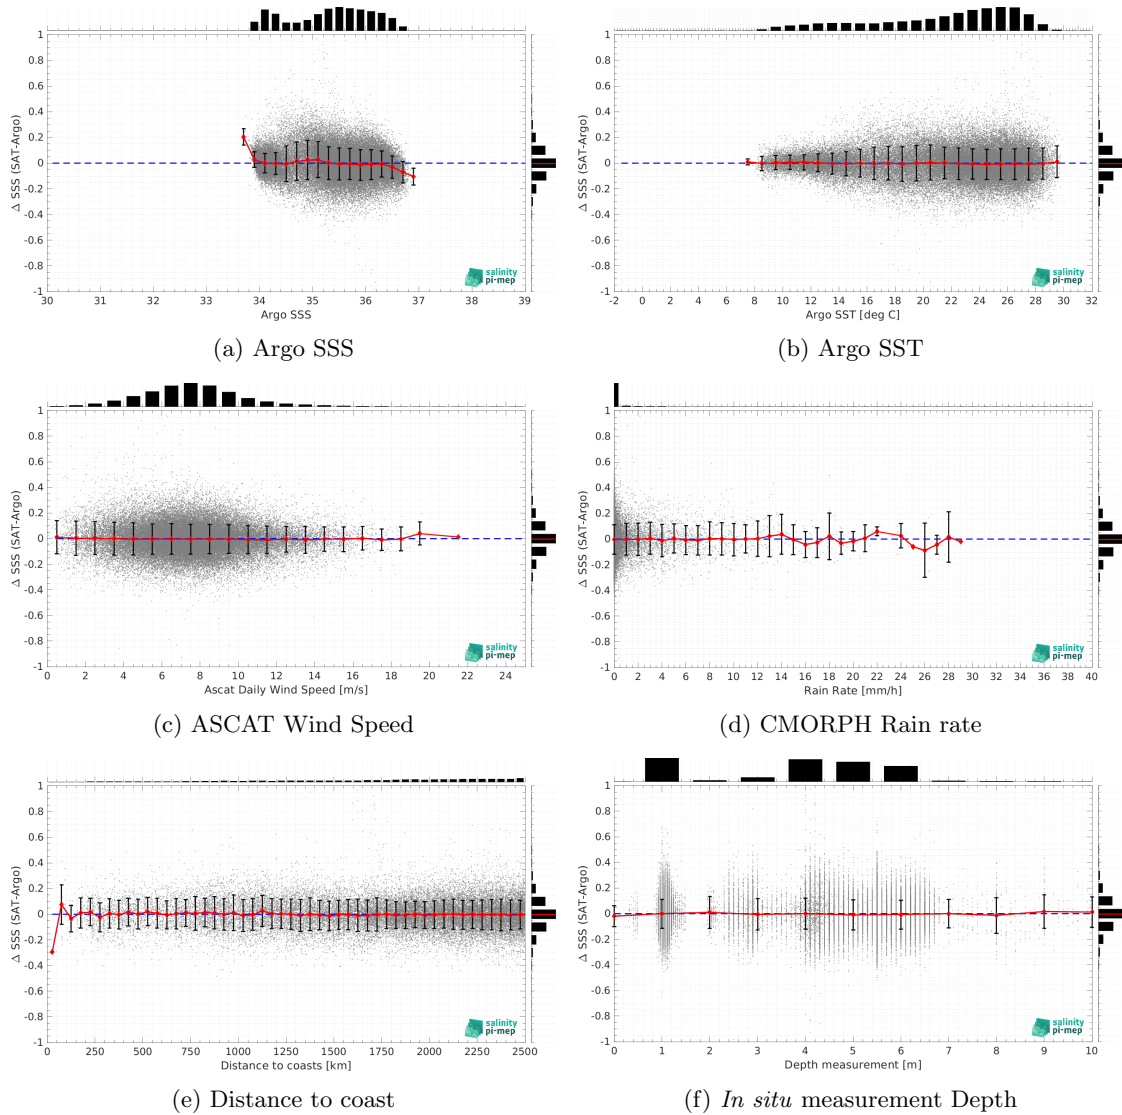 1
0.8
0.6
0.4
0.2
0
-0.2
-0.4
-0.6
-0.8
-1
Δ SSS (SAT-Argo)
salinity
pi-mep
30 31 32 33 34 35 36 37 38 39
Argo SSS
(a) Argo SSS
1
0.8
0.6
0.4
0.2
0
-0.2
-0.4
-0.6
-0.8
-1
Δ SSS (SAT-Argo)
salinity
pi-mep
-2 0 2 4 6 8 10 12 14 16 18 20 22 24 26 28 30 32
Argo SST [deg C]
(b) Argo SST
1
0.8
0.6
0.4
0.2
0
-0.2
-0.4
-0.6
-0.8
-1
Δ SSS (SAT-Argo)
salinity
pi-mep
0 2 4 6 8 10 12 14 16 18 20 22 24
Ascat Daily Wind Speed [m/s]
(c) ASCAT Wind Speed
1
0.8
0.6
0.4
0.2
0
-0.2
-0.4
-0.6
-0.8
-1
Δ SSS (SAT-Argo)
salinity
pi-mep
0 2 4 6 8 10 12 14 16 18 20 22 24 26 28 30 32 34 36 38 40
Rain Rate [mm/h]
(d) CMORPH Rain rate
1
0.8
0.6
0.4
0.2
0
-0.2
-0.4
-0.6
-0.8
-1
Δ SSS (SAT-Argo)
salinity
pi-mep
0 250 500 750 1000 1250 1500 1750 2000 2250 2500
Distance to coasts [km]
(e) Distance to coast
1
0.8
0.6
0.4
0.2
0
-0.2
-0.4
-0.6
-0.8
-1
Δ SSS (SAT-Argo)
salinity
pi-mep
0 1 2 3 4 5 6 7 8 9 10
Depth measurement [m]
(f) In situ measurement Depth